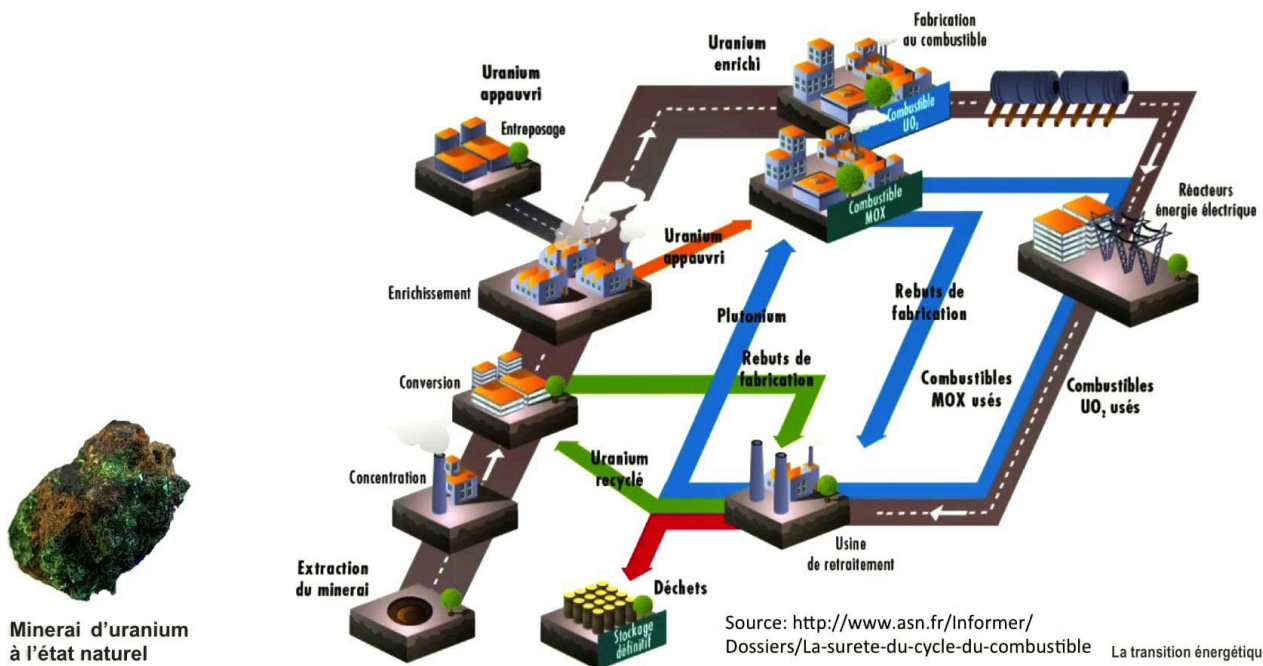 Fabrication
au combustible
Uranium
enrichi
Uranium
appauvri
Entreposage
Combustible
UO₂
Combustible
MOX
Réacteurs
énergie électrique
Uranium
appauvri
Enrichissement
Plutonium
Rebuts de
fabrication
Rebuts de
fabrication
Conversion
Combustibles
MOX usés
Combustibles
UO₂ usés
Concentration
Uranium
recyclé
Usine
de retraitement
Extraction
du minerai
Déchets
Stockage
définitif
Minerai d'uranium
à l'état naturel
Source: http://www.asn.fr/Informer/
Dossiers/La-surete-du-cycle-du-combustible
La transition énergétiqu